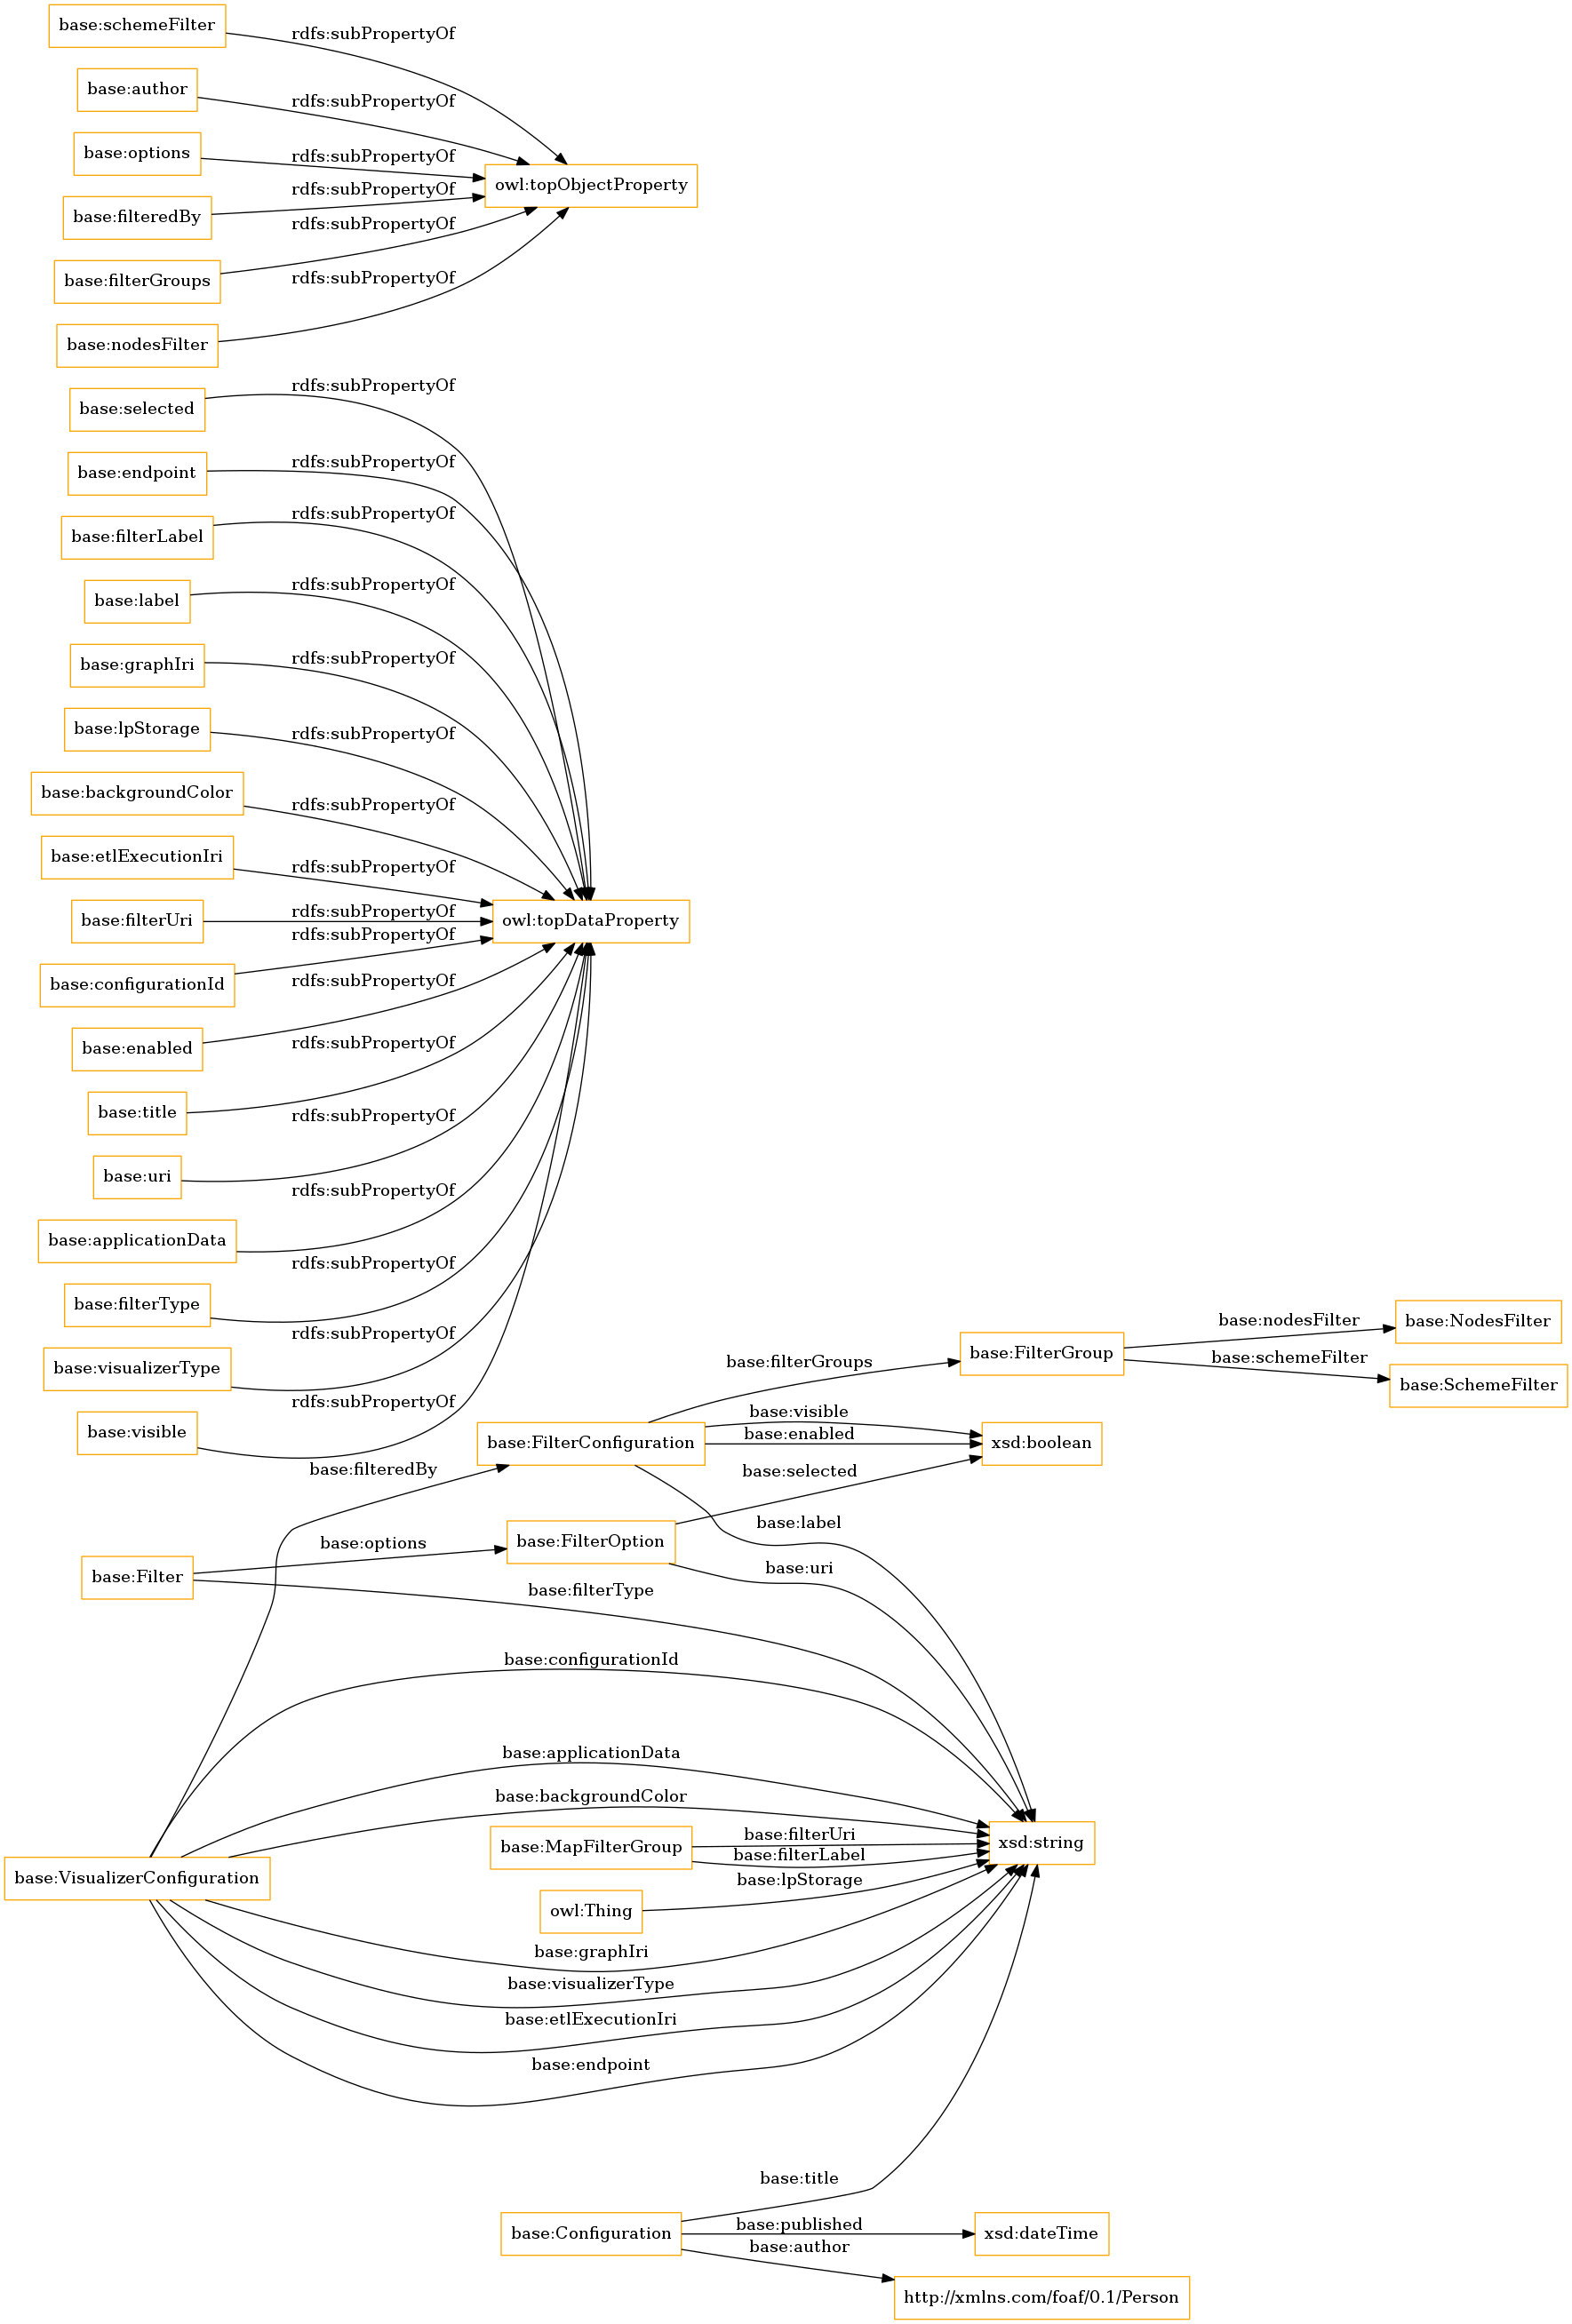 base:schemeFilter
rdfs:subPropertyOf
base:author
rdfs:subPropertyOf
base:options
rdfs:subPropertyOf
owl:topObjectProperty
base:filteredBy
rdfs:subPropertyOf
base:filterGroups
rdfs:subPropertyOf
base:nodesFilter
rdfs:subPropertyOf
base:selected
rdfs:subPropertyOf
base:endpoint
rdfs:subPropertyOf
base:filterLabel
rdfs:subPropertyOf
base:label
rdfs:subPropertyOf
base:graphIri
rdfs:subPropertyOf
base:lpStorage
rdfs:subPropertyOf
base:backgroundColor
rdfs:subPropertyOf
base:etlExecutionIri
rdfs:subPropertyOf
base:filterUri
rdfs:subPropertyOf
owl:topDataProperty
base:configurationId
rdfs:subPropertyOf
base:enabled
rdfs:subPropertyOf
base:title
rdfs:subPropertyOf
base:uri
rdfs:subPropertyOf
base:applicationData
rdfs:subPropertyOf
base:filterType
rdfs:subPropertyOf
base:visualizerType
rdfs:subPropertyOf
base:visible
rdfs:subPropertyOf
base:filteredBy
base:FilterConfiguration
base:filterGroups
base:FilterGroup
base:nodesFilter
base:NodesFilter
base:schemeFilter
base:SchemeFilter
base:visible
base:enabled
xsd:boolean
base:selected
base:label
base:Filter
base:options
base:FilterOption
base:uri
base:filterType
base:configurationId
base:applicationData
base:backgroundColor
base:MapFilterGroup
base:filterUri
base:filterLabel
xsd:string
base:VisualizerConfiguration
owl:Thing
base:lpStorage
base:graphIri
base:visualizerType
base:etlExecutionIri
base:endpoint
base:title
base:Configuration
base:published
xsd:dateTime
base:author
http://xmlns.com/foaf/0.1/Person